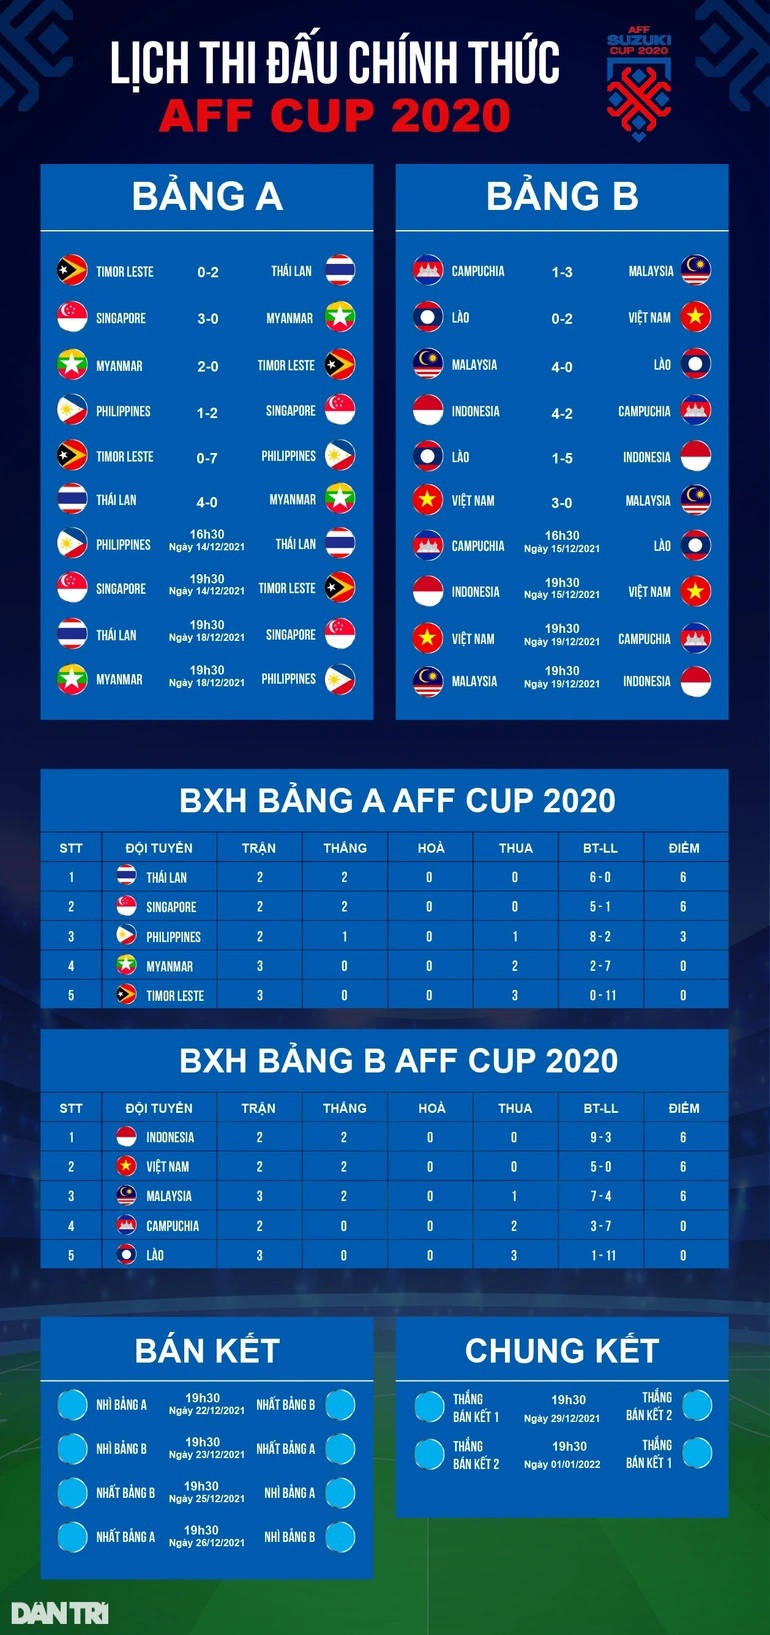 LỊCH THI ĐẤU CHÍNH THỨC
AFF CUP 2020
AFF
SUZUKI
CUP 2020
BẢNG A
TIMOR LESTE 0-2 THÁI LAN
SINGAPORE 3-0 MYANMAR
MYANMAR 2-0 TIMOR LESTE
PHILIPPINES 1-2 SINGAPORE
TIMOR LESTE 0-7 PHILIPPINES
THÁI LAN 4-0 MYANMAR
PHILIPPINES 16h30 Ngày 14/12/2021 THÁI LAN
SINGAPORE 19h30 Ngày 14/12/2021 TIMOR LESTE
THÁI LAN 19h30 Ngày 18/12/2021 SINGAPORE
MYANMAR 19h30 Ngày 18/12/2021 PHILIPPINES
BẢNG B
CAMPUCHIA 1-3 MALAYSIA
LÀO 0-2 VIỆT NAM
MALAYSIA 4-0 LÀO
INDONESIA 4-2 CAMPUCHIA
LÀO 1-5 INDONESIA
VIỆT NAM 3-0 MALAYSIA
CAMPUCHIA 16h30 Ngày 15/12/2021 LÀO
INDONESIA 19h30 Ngày 15/12/2021 VIỆT NAM
VIỆT NAM 19h30 Ngày 19/12/2021 CAMPUCHIA
MALAYSIA 19h30 Ngày 19/12/2021 INDONESIA
BXH BẢNG A AFF CUP 2020
STT ĐỘI TUYỂN TRẬN THẮNG HOÀ THUA BT-LL ĐIỂM
1 THÁI LAN 2 2 0 0 6 - 0 6
2 SINGAPORE 2 2 0 0 5 - 1 6
3 PHILIPPINES 2 1 0 1 8 - 2 3
4 MYANMAR 3 0 0 2 2 - 7 0
5 TIMOR LESTE 3 0 0 3 0 - 11 0
BXH BẢNG B AFF CUP 2020
STT ĐỘI TUYỂN TRẬN THẮNG HOÀ THUA BT-LL ĐIỂM
1 INDONESIA 2 2 0 0 9 - 3 6
2 VIỆT NAM 2 2 0 0 5 - 0 6
3 MALAYSIA 3 2 0 1 7 - 4 6
4 CAMPUCHIA 2 0 0 2 3 - 7 0
5 LÀO 3 0 0 3 1 - 11 0
BÁN KẾT
NHÌ BẢNG A 19h30 Ngày 22/12/2021 NHẤT BẢNG B
NHÌ BẢNG B 19h30 Ngày 23/12/2021 NHẤT BẢNG A
NHẤT BẢNG B 19h30 Ngày 25/12/2021 NHÌ BẢNG A
NHẤT BẢNG A 19h30 Ngày 26/12/2021 NHÌ BẢNG B
CHUNG KẾT
THẮNG BÁN KẾT 1 19h30 Ngày 29/12/2021 THẮNG BÁN KẾT 2
THẮNG BÁN KẾT 2 19h30 Ngày 01/01/2022 THẮNG BÁN KẾT 1
DÂN TRÍ